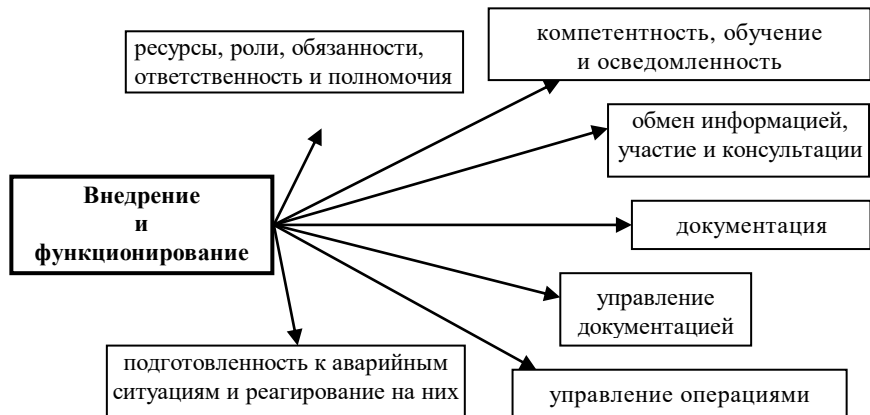 ресурсы, роли, обязанности,
ответственность и полномочия
компетентность, обучение
и осведомленность
обмен информацией,
участие и консультации
Внедрение
и
функционирование
документация
управление
документацией
подготовленность к аварийным
ситуациям и реагирование на них
управление операциями